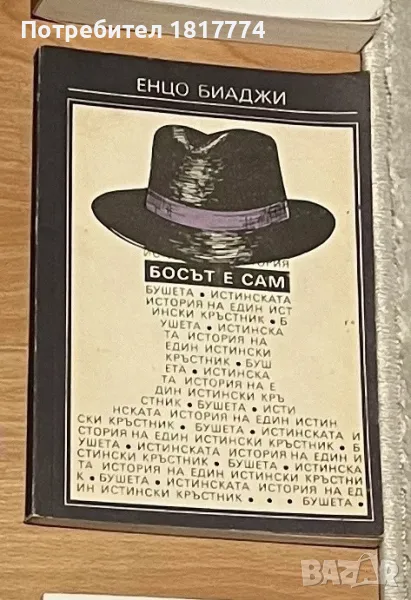 Потребител 1817774
ЕНЦО БИАДЖИ
ИСТ
ОРИЯ
БОСЪТ Е САМ
БУШЕТА • ИСТИНСКАТА
ИСТОРИЯ НА ЕДИН ИСТ
ИНСКИ КРЪСТНИК • Б
УШЕТА • ИСТИНСКА
ТА ИСТОРИЯ НА
ЕДИН ИСТИНСКИ
КРЪСТНИК • БУШ
ЕТА • ИСТИНСКА
ТА ИСТОРИЯ НА Е
ДИН ИСТИНСКИ КРЪ
СТНИК • БУШЕТА • ИСТИ
НСКАТА ИСТОРИЯ НА ЕДИН ИСТИН
СКИ КРЪСТНИК • БУШЕТА • ИСТИНСКАТА И
СТОРИЯ НА ЕДИН ИСТИНСКИ КРЪСТНИК • Б
УШЕТА • ИСТИНСКАТА ИСТОРИЯ НА ЕДИН И
СТИНСКИ КРЪСТНИК • БУШЕТА • ИСТИНСКА
ТА ИСТОРИЯ НА ЕДИН ИСТИНСКИ КРЪСТНИ
К • БУШЕТА • ИСТИНСКАТА ИСТОРИЯ НА ЕД
ИН ИСТИНСКИ КРЪСТНИК • • • БУШЕТА •
BAZAR